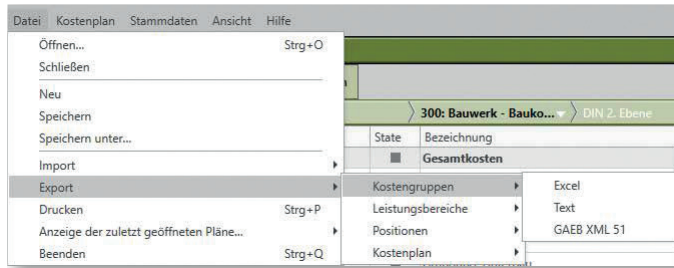 Datei Kostenplan Stammdaten Ansicht Hilfe
Öffnen... Strg+O
Schließen
Neu
Speichern
Speichern unter...
Import
Export
Drucken Strg+P
Anzeige der zuletzt geöffneten Pläne...
Beenden Strg+Q
300: Bauwerk - Bauko... DIN 2. Ebene
State Bezeichnung
Gesamtkosten
Kostengruppen
Leistungsbereiche
Positionen
Kostenplan
Excel
Text
GAEB XML 51